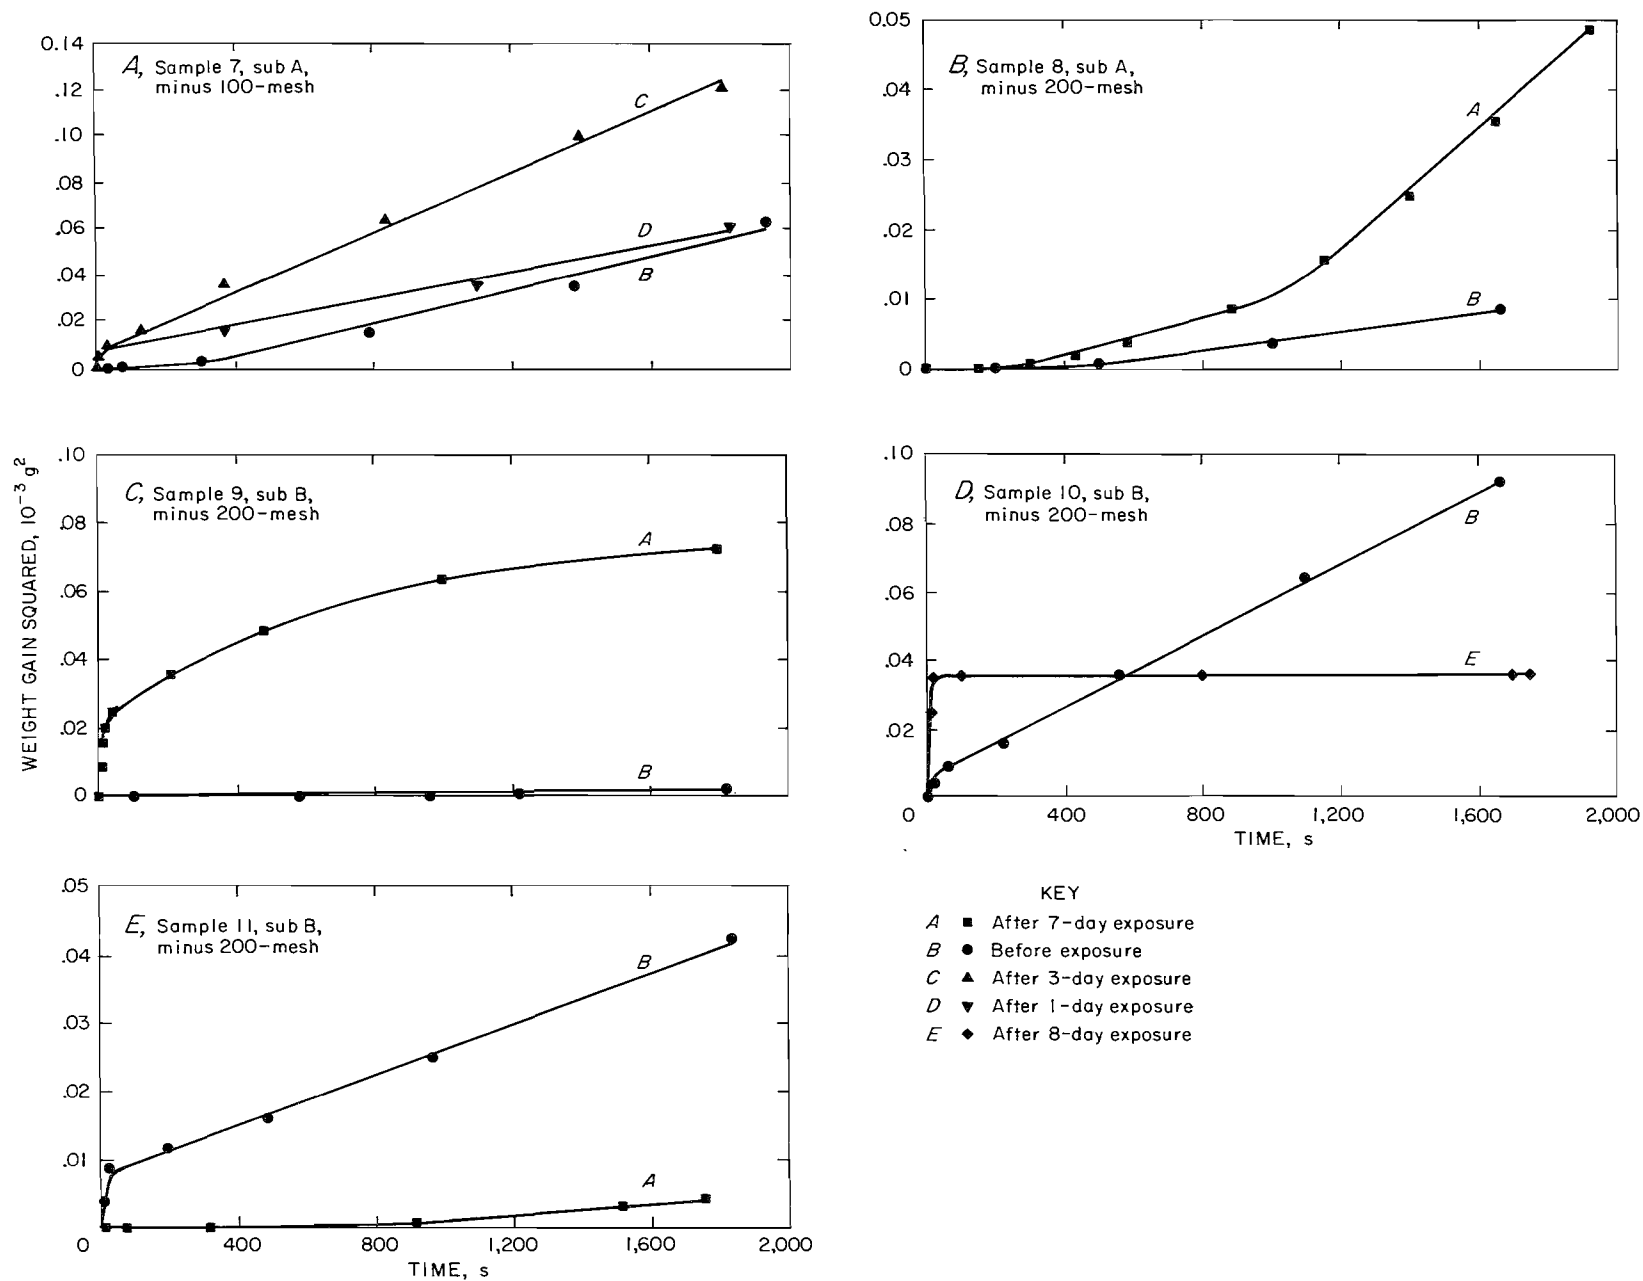 0.14
.12
.10
.08
.06
.04
.02
0
A, Sample 7, sub A,
minus 100-mesh
C
D
B
0.05
.04
.03
.02
.01
0
B, Sample 8, sub A,
minus 200-mesh
A
B
WEIGHT GAIN SQUARED, 10⁻³ g²
.10
.08
.06
.04
.02
0
C, Sample 9, sub B,
minus 200-mesh
A
B
.10
.08
.06
.04
.02
0 400 800 1,200 1,600 2,000
TIME, s
D, Sample 10, sub B,
minus 200-mesh
B
E
.05
.04
.03
.02
.01
0 400 800 1,200 1,600 2,000
TIME, s
E, Sample 11, sub B,
minus 200-mesh
B
A
KEY
A ■ After 7-day exposure
B ● Before exposure
C ▲ After 3-day exposure
D ▼ After 1-day exposure
E ◆ After 8-day exposure